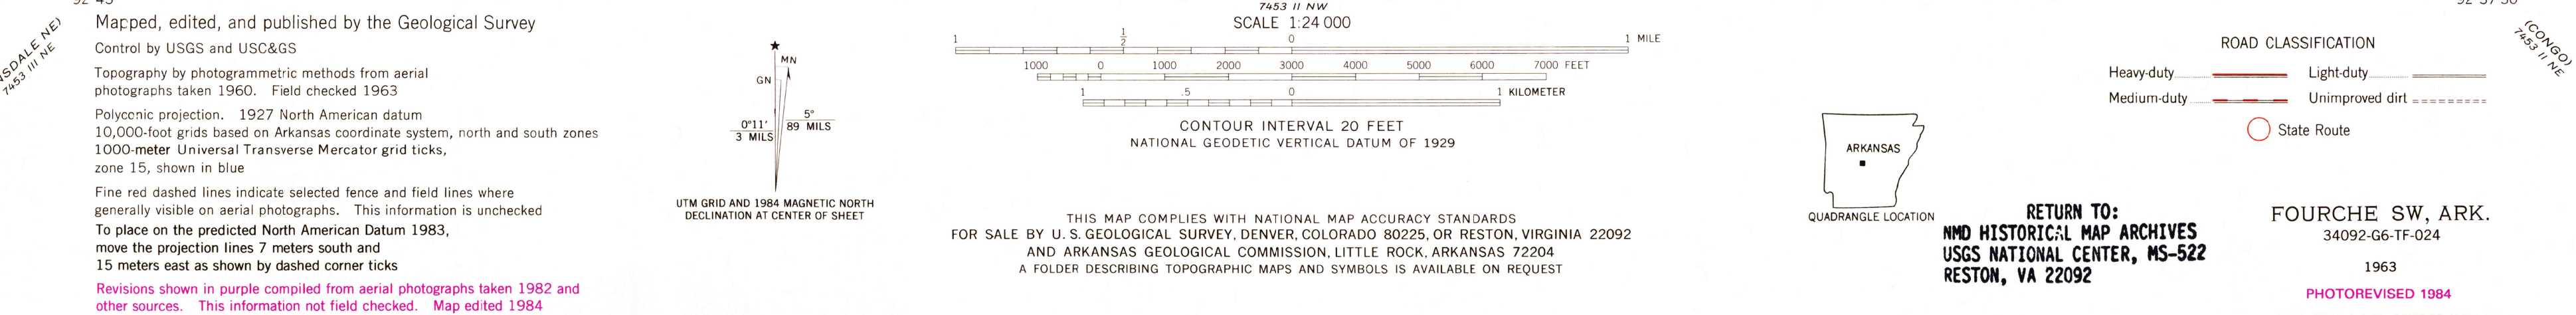 Mapped, edited, and published by the Geological Survey
Control by USGS and USC&GS
Topography by photogrammetric methods from aerial
photographs taken 1960. Field checked 1963
Polyconic projection. 1927 North American datum
10,000-foot grids based on Arkansas coordinate system, north and south zones
1000-meter Universal Transverse Mercator grid ticks,
zone 15, shown in blue
Fine red dashed lines indicate selected fence and field lines where
generally visible on aerial photographs. This information is unchecked
To place on the predicted North American Datum 1983,
move the projection lines 7 meters south and
15 meters east as shown by dashed corner ticks
Revisions shown in purple compiled from aerial photographs taken 1982 and
other sources. This information not field checked. Map edited 1984
NE)
7453 III NE
★
MN
GN
0°11′
3 MILS
5°
89 MILS
UTM GRID AND 1984 MAGNETIC NORTH
DECLINATION AT CENTER OF SHEET
7453 II NW
SCALE 1:24 000
1 1/2 0 1 MILE
1000 0 1000 2000 3000 4000 5000 6000 7000 FEET
1 .5 0 1 KILOMETER
CONTOUR INTERVAL 20 FEET
NATIONAL GEODETIC VERTICAL DATUM OF 1929
THIS MAP COMPLIES WITH NATIONAL MAP ACCURACY STANDARDS
FOR SALE BY U. S. GEOLOGICAL SURVEY, DENVER, COLORADO 80225, OR RESTON, VIRGINIA 22092
AND ARKANSAS GEOLOGICAL COMMISSION, LITTLE ROCK, ARKANSAS 72204
A FOLDER DESCRIBING TOPOGRAPHIC MAPS AND SYMBOLS IS AVAILABLE ON REQUEST
ARKANSAS
QUADRANGLE LOCATION
RETURN TO:
NMD HISTORICAL MAP ARCHIVES
USGS NATIONAL CENTER, MS-522
RESTON, VA 22092
ROAD CLASSIFICATION
Heavy-duty
Light-duty
Medium-duty
Unimproved dirt
State Route
(CONGO)
7453 II NE
FOURCHE SW, ARK.
34092-G6-TF-024
1963
PHOTOREVISED 1984